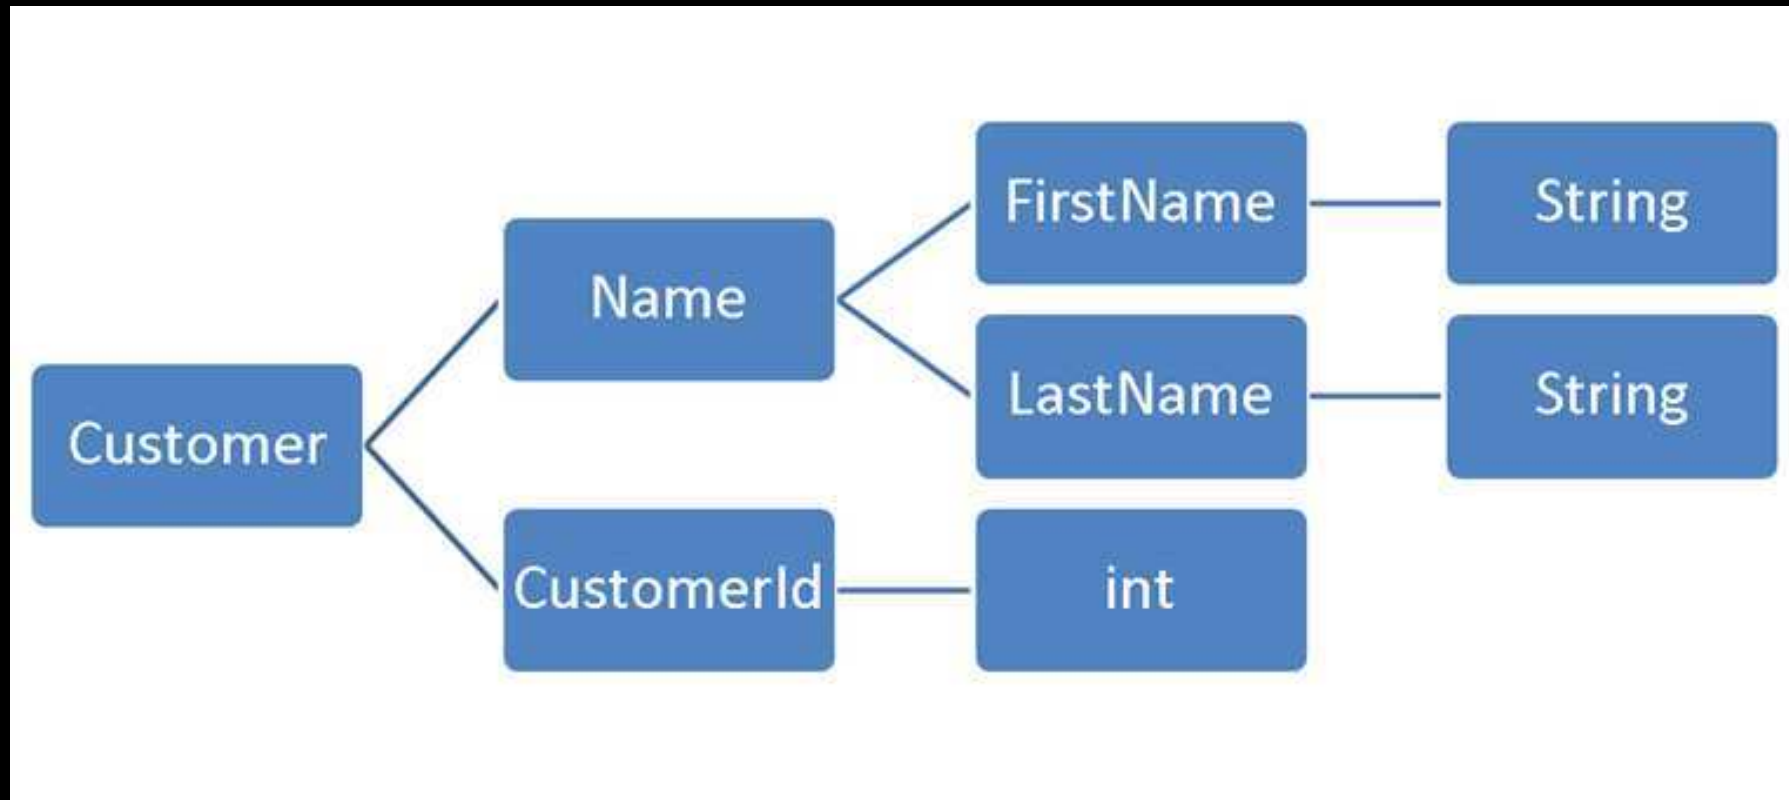 FirstName
String
Name
LastName
String
Customer
CustomerId
int